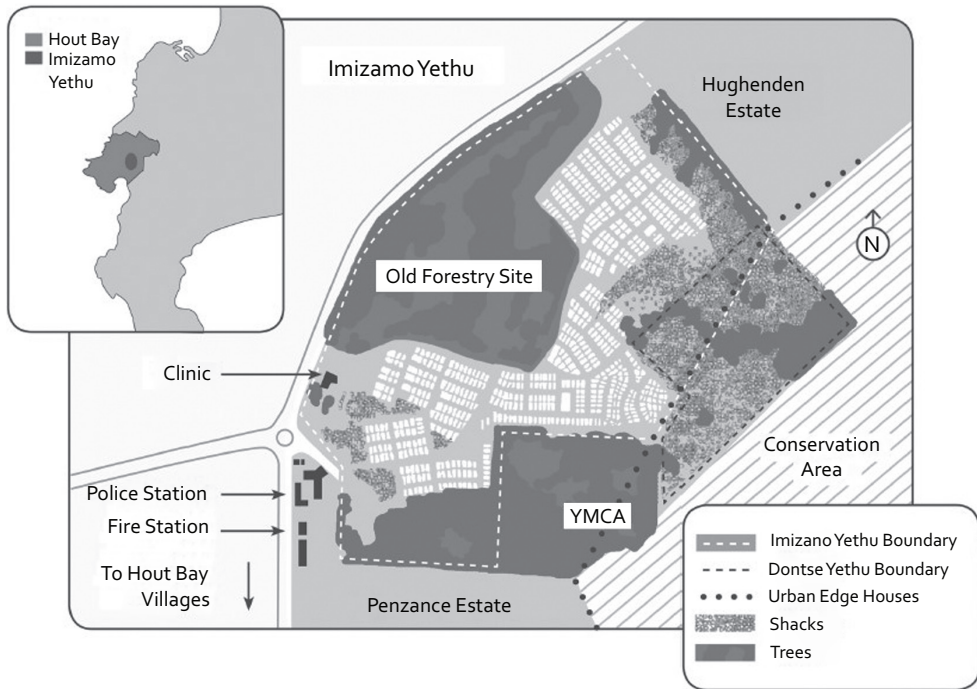 Hout Bay
Imizamo
Yethu
Imizamo Yethu
Hughenden
Estate
N
Old Forestry Site
Clinic
Conservation
Area
Police Station
YMCA
Fire Station
To Hout Bay
Villages
Penzance Estate
Imizano Yethu Boundary
Dontse Yethu Boundary
Urban Edge Houses
Shacks
Trees